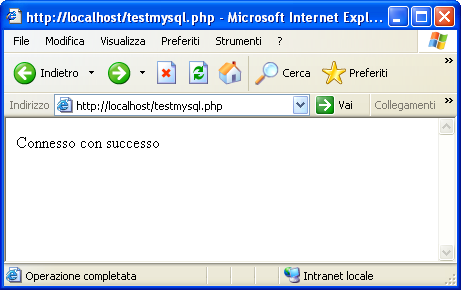 http://localhost/testmysql.php - Microsoft Internet Expl...
File Modifica Visualizza Preferiti Strumenti ? »
Indietro Cerca Preferiti »
Indirizzo http://localhost/testmysql.php Vai Collegamenti »
Connesso con successo
Operazione completata Intranet locale